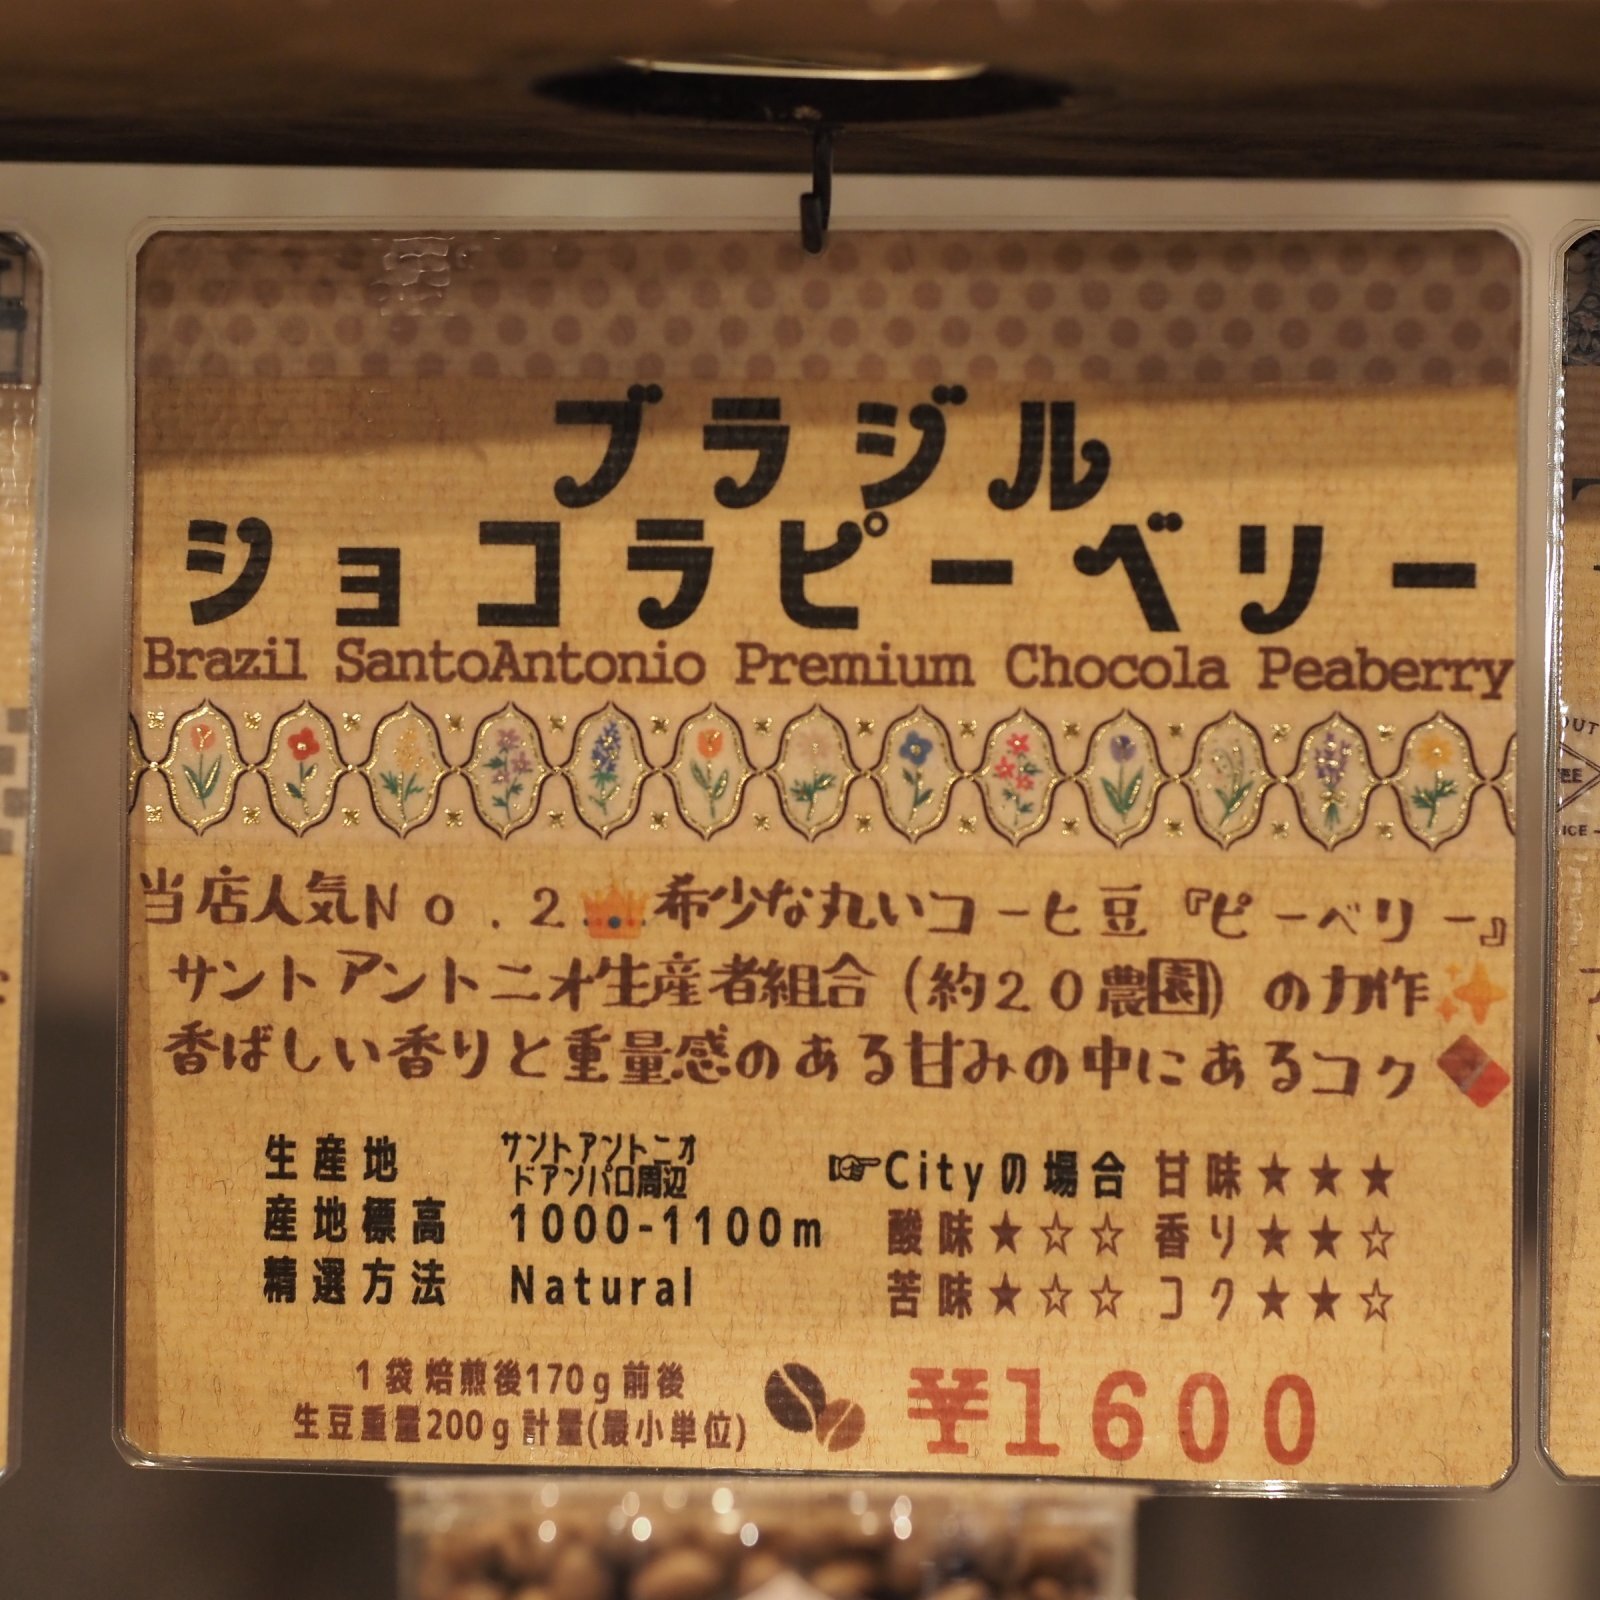 ブラジル
ショコラピーベリー
Brazil SantoAntonio Premium Chocola Peaberry
当店人気No.2👑希少な丸いコーヒ豆『ピーベリー』
サントアントニオ生産者組合(約20農園)の力作✨
香ばしい香りと重量感のある甘みの中にあるコク🍫
生産地 サントアントニオ
ドアンパロ周辺
産地標高 1000-1100m
精選方法 Natural
☞Cityの場合 甘味★★★
酸味★☆☆ 香り★★☆
苦味★☆☆ コク★★☆
1袋焙煎後170g前後
生豆重量200g計量(最小単位)
¥1600